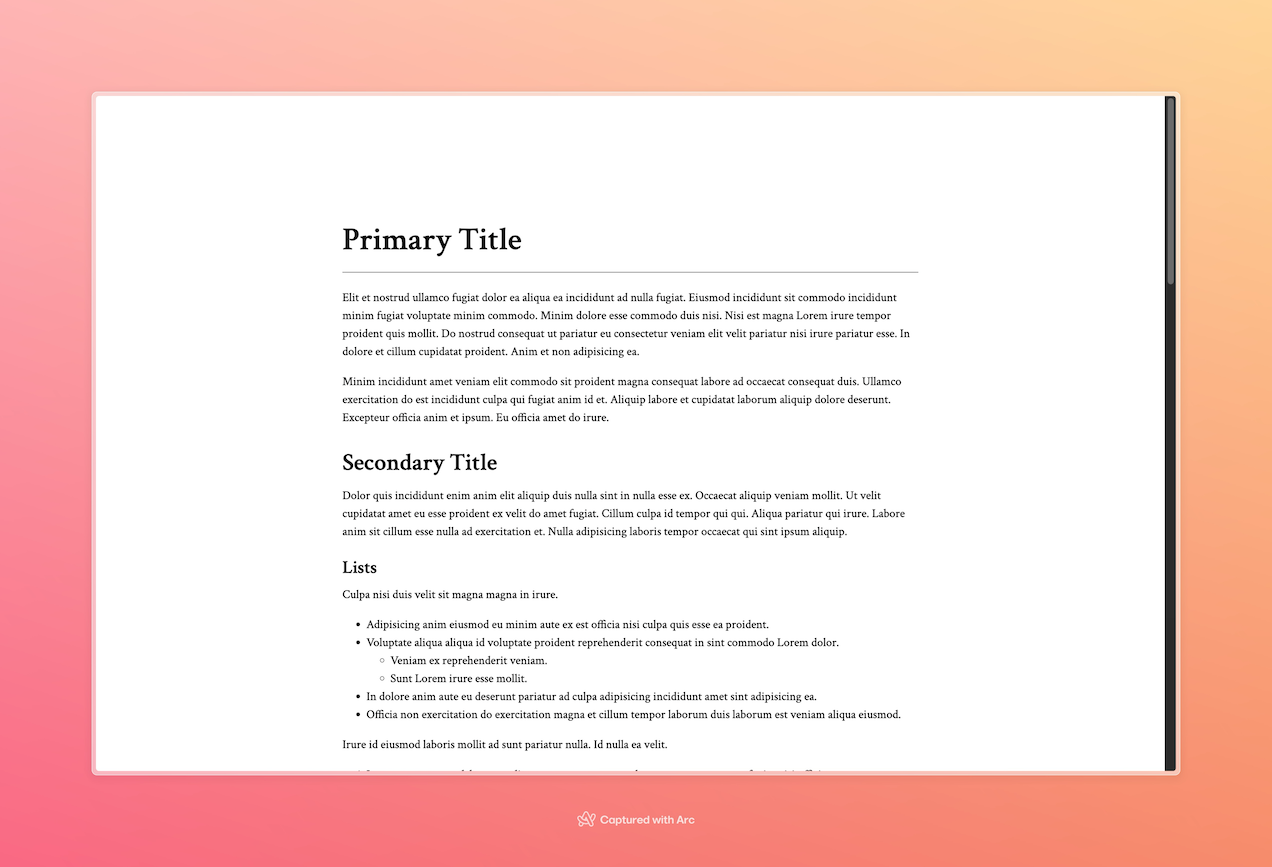 Primary Title
Elit et nostrud ullamco fugiat dolor ea aliqua ea incididunt ad nulla fugiat. Eiusmod incididunt sit commodo incididunt
minim fugiat voluptate minim commodo. Minim dolore esse commodo duis nisi. Nisi est magna Lorem irure tempor
proident quis mollit. Do nostrud consequat ut pariatur eu consectetur veniam elit velit pariatur nisi irure pariatur esse. In
dolore et cillum cupidatat proident. Anim et non adipisicing ea.
Minim incididunt amet veniam elit commodo sit proident magna consequat labore ad occaecat consequat duis. Ullamco
exercitation do est incididunt culpa qui fugiat anim id et. Aliquip labore et cupidatat laborum aliquip dolore deserunt.
Excepteur officia anim et ipsum. Eu officia amet do irure.
Secondary Title
Dolor quis incididunt enim anim elit aliquip duis nulla sint in nulla esse ex. Occaecat aliquip veniam mollit. Ut velit
cupidatat amet eu esse proident ex velit do amet fugiat. Cillum culpa id tempor qui qui. Aliqua pariatur qui irure. Labore
anim sit cillum esse nulla ad exercitation et. Nulla adipisicing laboris tempor occaecat qui sint ipsum aliquip.
Lists
Culpa nisi duis velit sit magna magna in irure.
• Adipisicing anim eiusmod eu minim aute ex est officia nisi culpa quis esse ea proident.
• Voluptate aliqua aliqua id voluptate proident reprehenderit consequat in sint commodo Lorem dolor.
◦ Veniam ex reprehenderit veniam.
◦ Sunt Lorem irure esse mollit.
• In dolore anim aute eu deserunt pariatur ad culpa adipisicing incididunt amet sint adipisicing ea.
• Officia non exercitation do exercitation magna et cillum tempor laborum duis laborum est veniam aliqua eiusmod.
Irure id eiusmod laboris mollit ad sunt pariatur nulla. Id nulla ea velit.
Captured with Arc